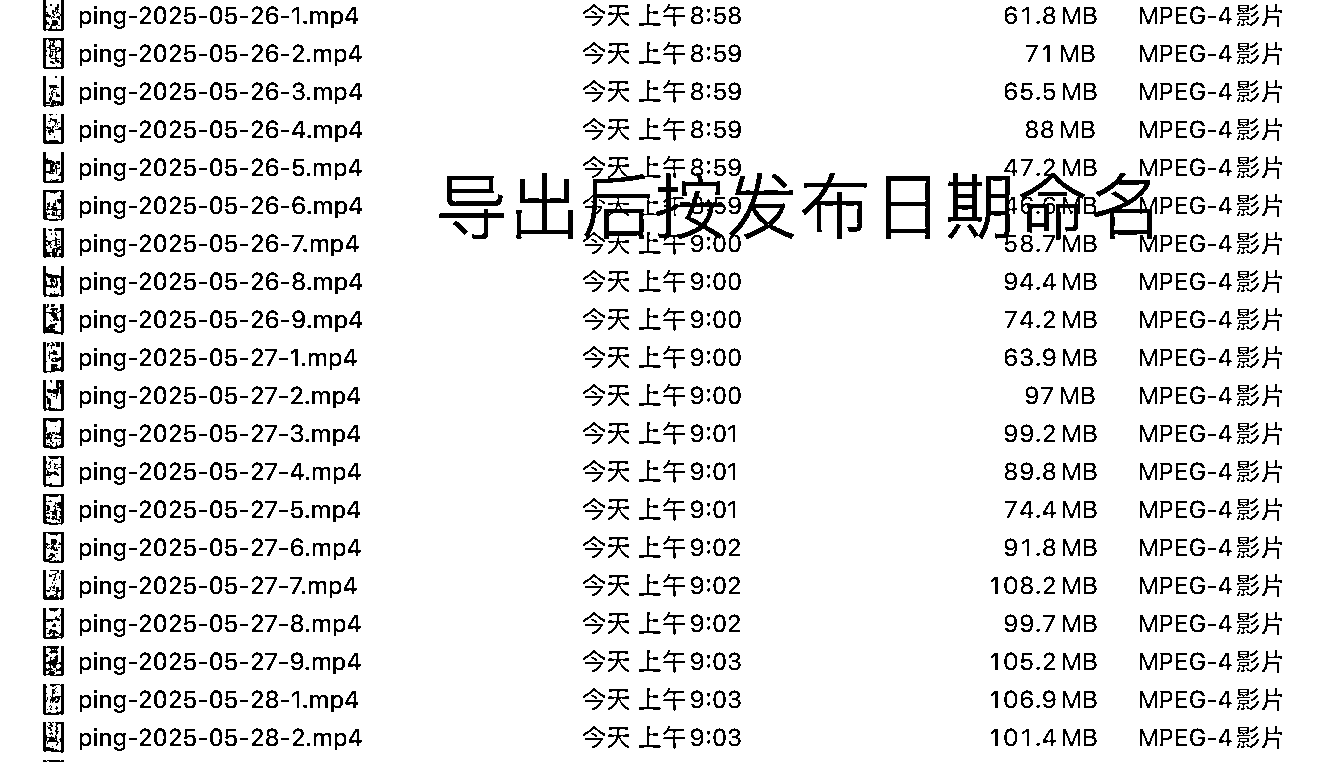 ping-2025-05-26-1.mp4 今天 上午8:58 61.8 MB MPEG-4影片
ping-2025-05-26-2.mp4 今天 上午8:59 71 MB MPEG-4影片
ping-2025-05-26-3.mp4 今天 上午8:59 65.5 MB MPEG-4影片
ping-2025-05-26-4.mp4 今天 上午8:59 88 MB MPEG-4影片
ping-2025-05-26-5.mp4 今天 上午8:59 47.2 MB MPEG-4影片
导出后按发布日期命名
ping-2025-05-26-6.mp4 今天 上午8:59 46.6 MB MPEG-4影片
ping-2025-05-26-7.mp4 今天 上午9:00 58.7 MB MPEG-4影片
ping-2025-05-26-8.mp4 今天 上午9:00 94.4 MB MPEG-4影片
ping-2025-05-26-9.mp4 今天 上午9:00 74.2 MB MPEG-4影片
ping-2025-05-27-1.mp4 今天 上午9:00 63.9 MB MPEG-4影片
ping-2025-05-27-2.mp4 今天 上午9:00 97 MB MPEG-4影片
ping-2025-05-27-3.mp4 今天 上午9:01 99.2 MB MPEG-4影片
ping-2025-05-27-4.mp4 今天 上午9:01 89.8 MB MPEG-4影片
ping-2025-05-27-5.mp4 今天 上午9:01 74.4 MB MPEG-4影片
ping-2025-05-27-6.mp4 今天 上午9:02 91.8 MB MPEG-4影片
ping-2025-05-27-7.mp4 今天 上午9:02 108.2 MB MPEG-4影片
ping-2025-05-27-8.mp4 今天 上午9:02 99.7 MB MPEG-4影片
ping-2025-05-27-9.mp4 今天 上午9:03 105.2 MB MPEG-4影片
ping-2025-05-28-1.mp4 今天 上午9:03 106.9 MB MPEG-4影片
ping-2025-05-28-2.mp4 今天 上午9:03 101.4 MB MPEG-4影片